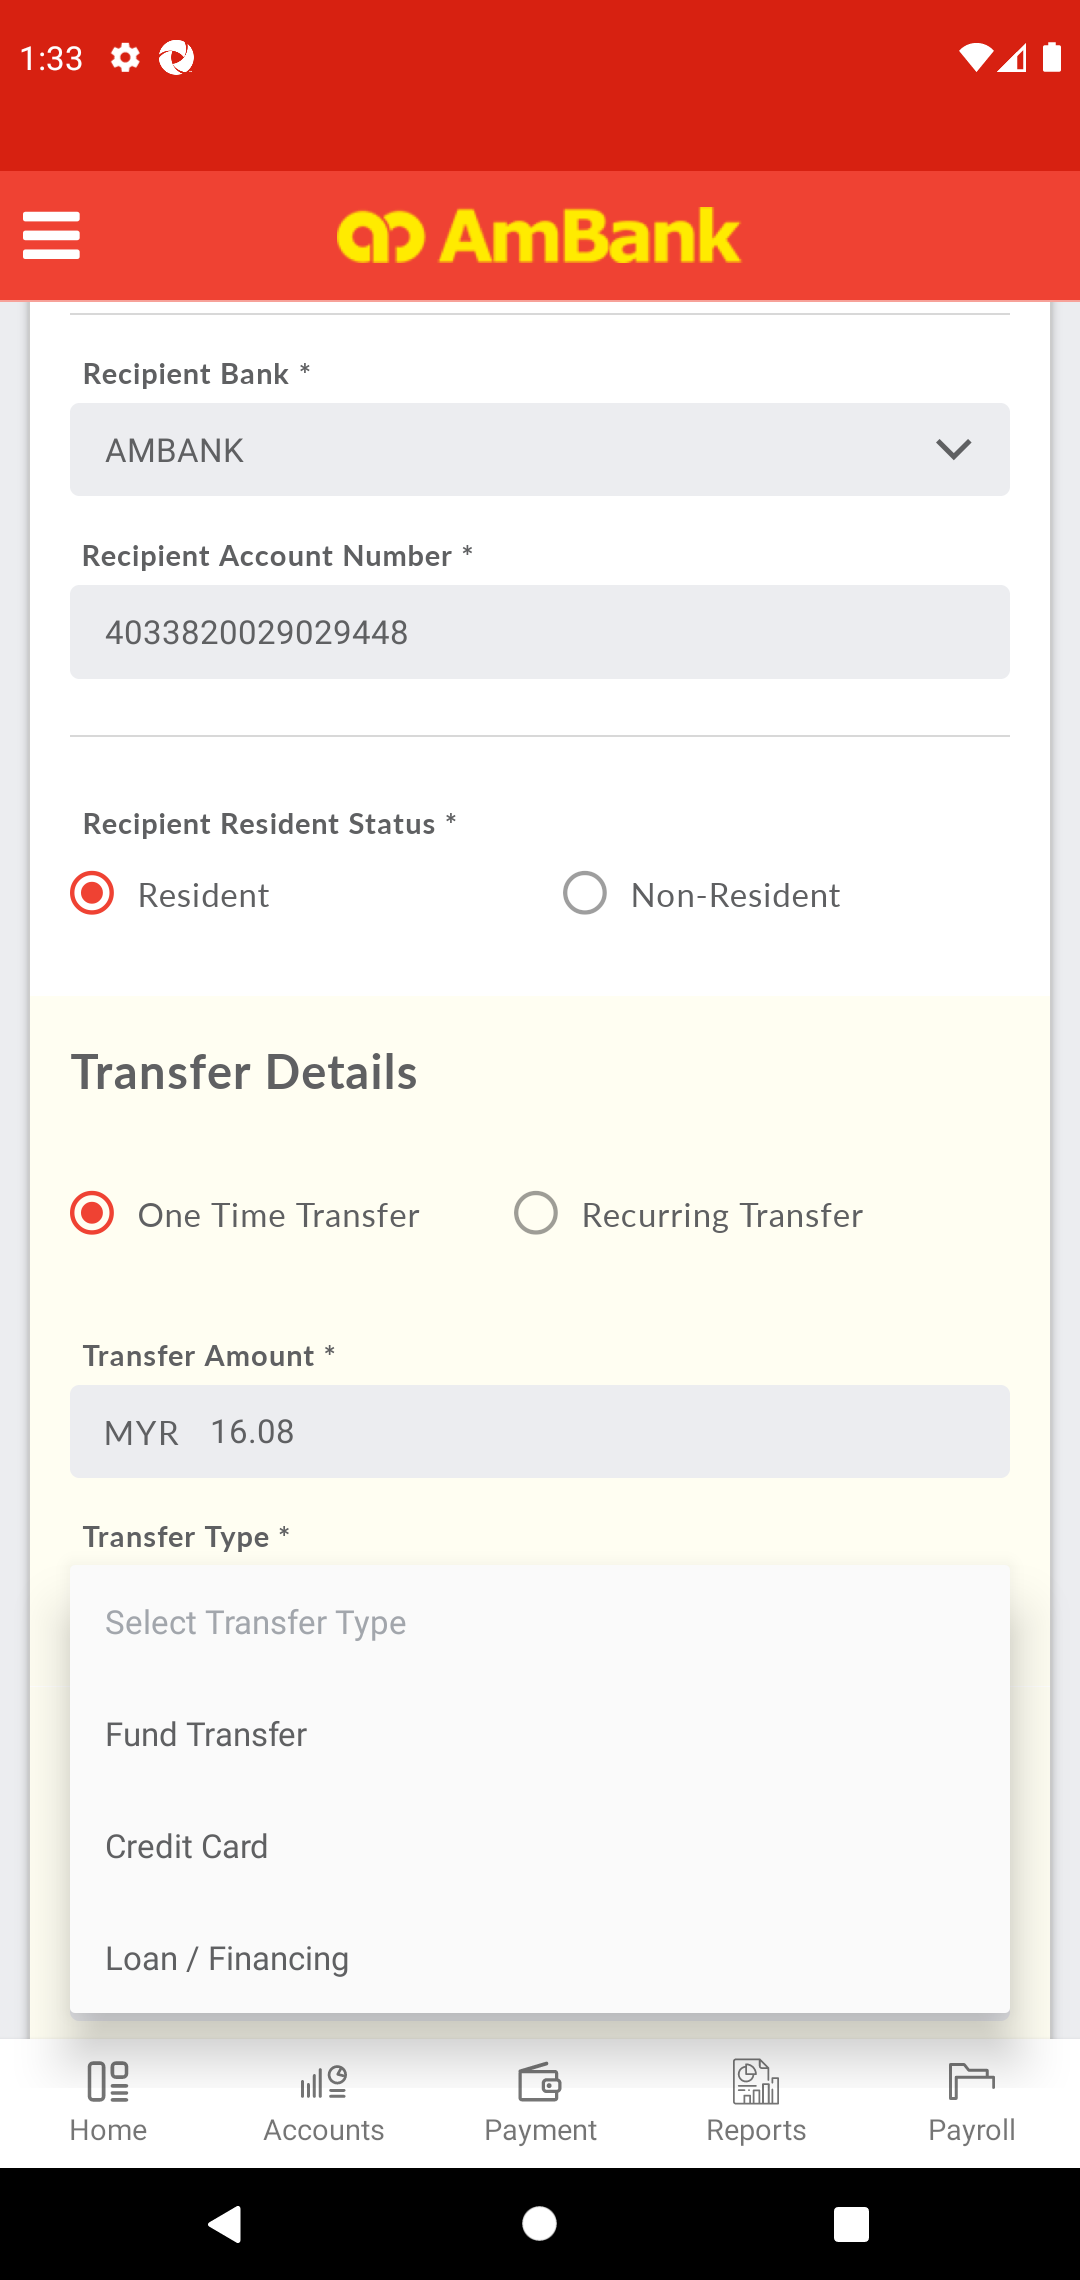 1:33
AmBank
Recipient Bank *
AMBANK
Recipient Account Number *
4033820029029448
Recipient Resident Status *
Resident
Non-Resident
Transfer Details
One Time Transfer
Recurring Transfer
Transfer Amount *
MYR 16.08
Transfer Type *
Select Transfer Type
Fund Transfer
Credit Card
Loan / Financing
Home
Accounts
Payment
Reports
Payroll